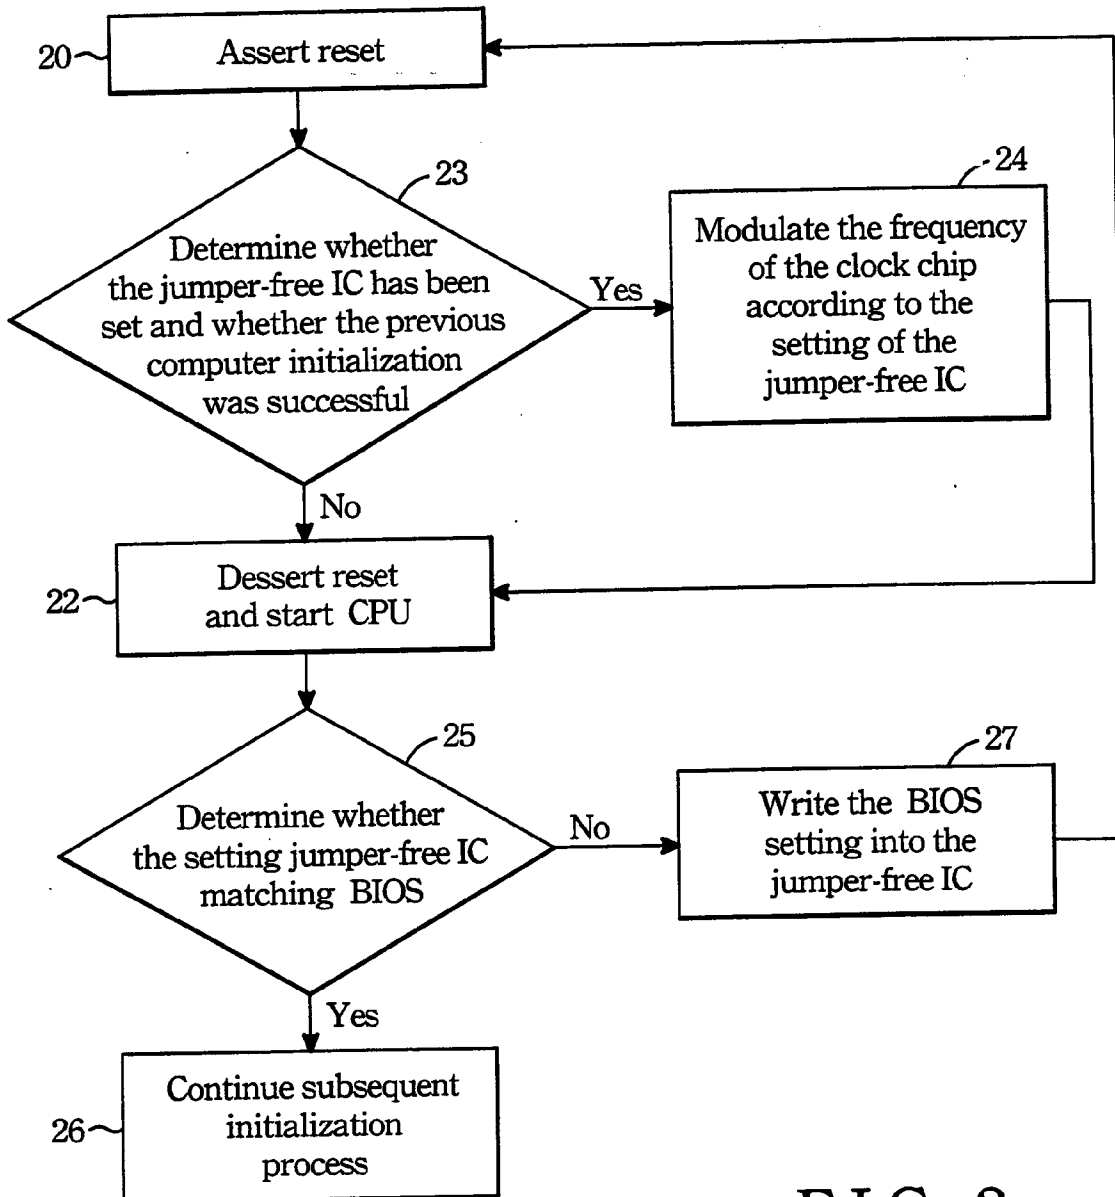 20
Assert reset
23
Determine whether
the jumper-free IC has been
set and whether the previous
computer initialization
was successful
Yes
24
Modulate the frequency
of the clock chip
according to the
setting of the
jumper-free IC
No
22
Dessert reset
and start CPU
25
Determine whether
the setting jumper-free IC
matching BIOS
No
27
Write the BIOS
setting into the
jumper-free IC
Yes
26
Continue subsequent
initialization
process